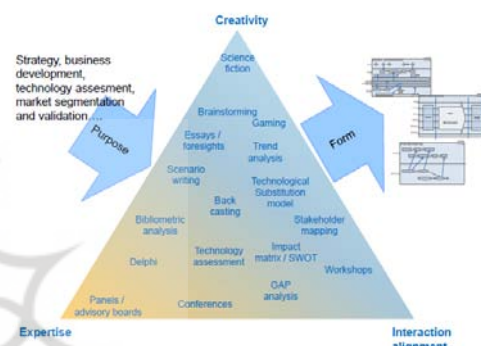 Creativity
Strategy, business
development,
technology assesment,
market segmentation
and validation....
Purpose
Form
Science
fiction
Brainstorming
Gaming
Essays /
foresights
Trend
analysis
Scenario
writing
Technological
Substitution
model
Back
casting
Bibliometric
analysis
Stakeholder
mapping
Delphi
Technology
assessment
Impact
matrix / SWOT
Workshops
GAP
analysis
Panels /
advisory boards
Conferences
Expertise
Interaction
alignment